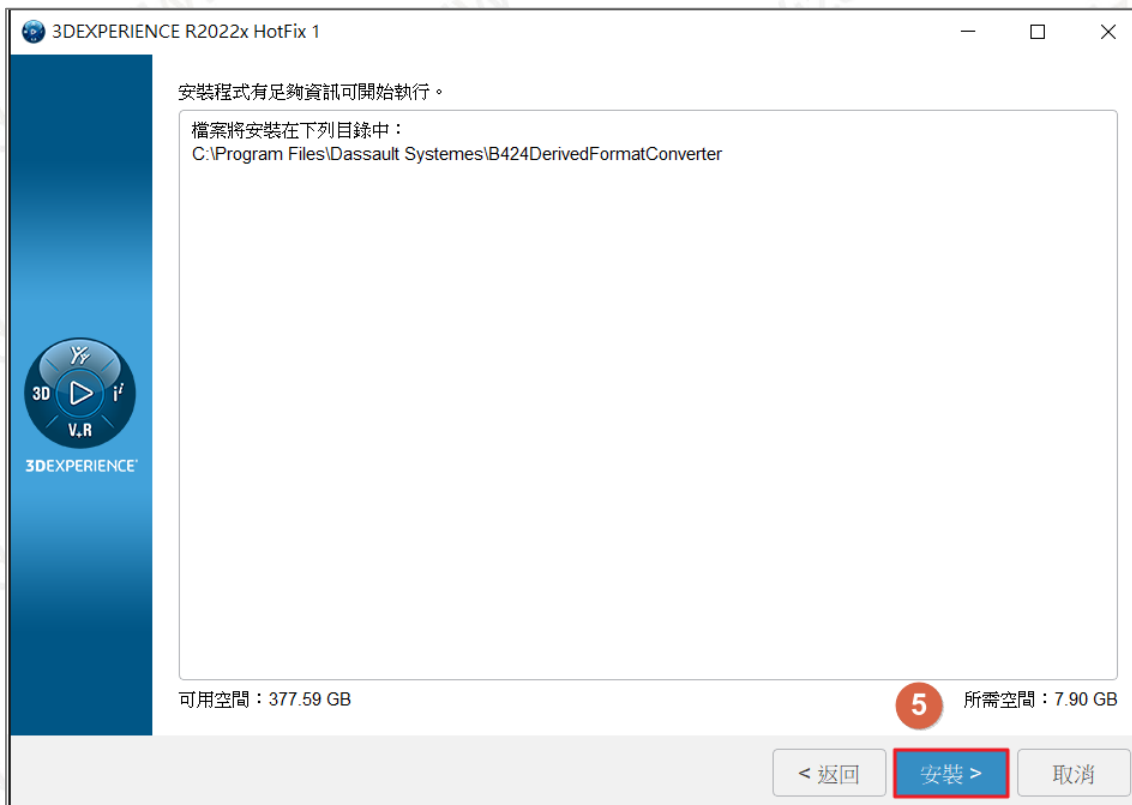 3DEXPERIENCE R2022x HotFix 1
安裝程式有足夠資訊可開始執行。
檔案將安裝在下列目錄中：
C:\Program Files\Dassault Systemes\B424DerivedFormatConverter
3D
i
V+R
3DEXPERIENCE
可用空間：377.59 GB
5
所需空間：7.90 GB
< 返回
安裝 >
取消